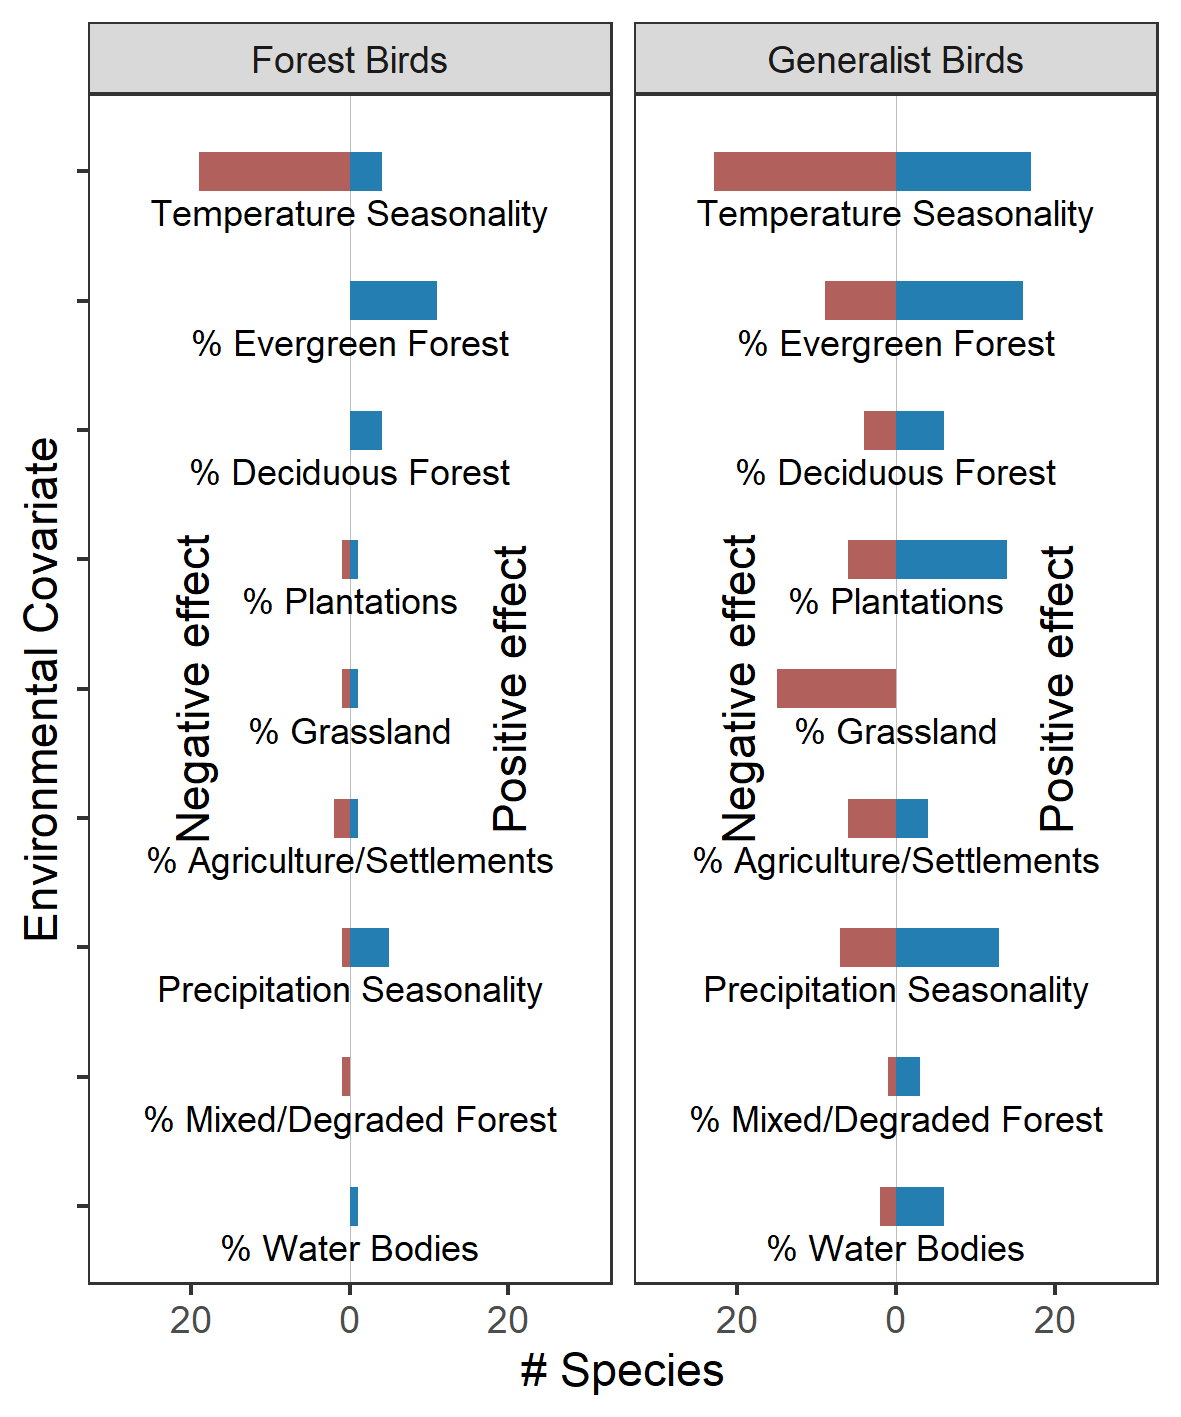 Forest Birds
Generalist Birds
Environmental Covariate
Temperature Seasonality
% Evergreen Forest
% Deciduous Forest
% Plantations
% Grassland
% Agriculture/Settlements
Precipitation Seasonality
% Mixed/Degraded Forest
% Water Bodies
Negative effect
Positive effect
20 0 20
Temperature Seasonality
% Evergreen Forest
% Deciduous Forest
% Plantations
% Grassland
% Agriculture/Settlements
Precipitation Seasonality
% Mixed/Degraded Forest
% Water Bodies
Negative effect
Positive effect
20 0 20
# Species